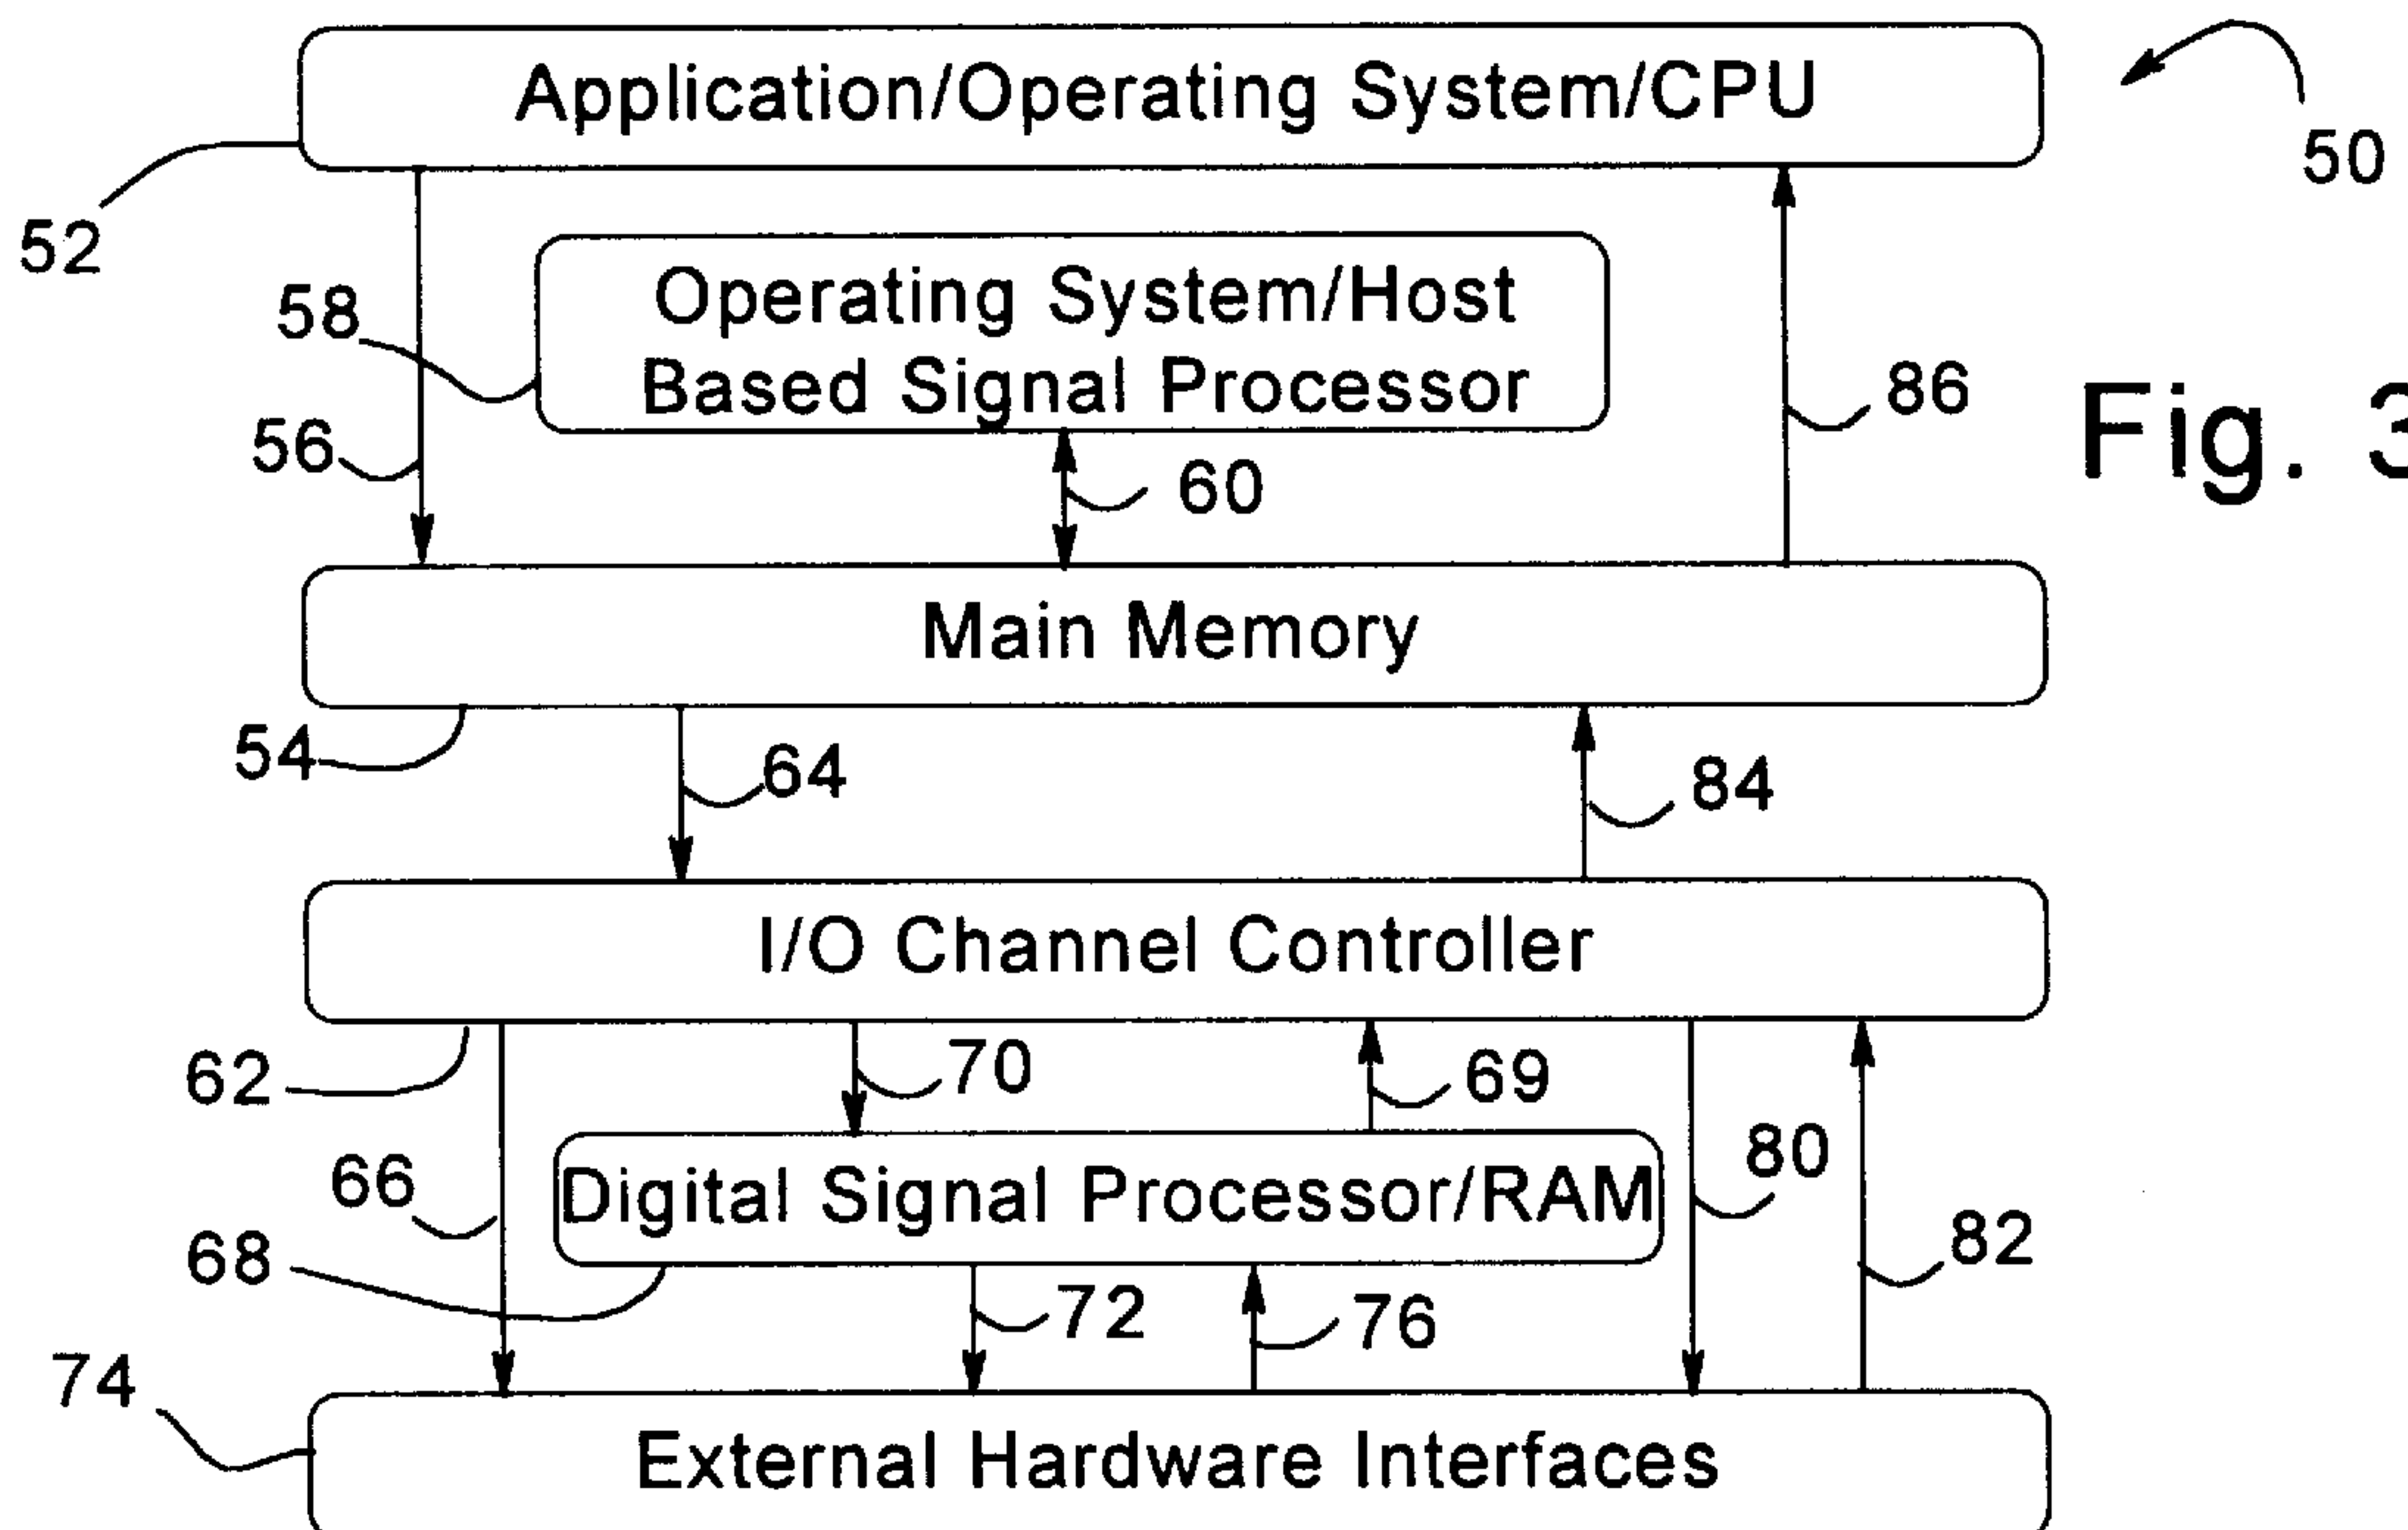 Application/Operating System/CPU
50
52
Operating System/Host
Based Signal Processor
58
86
Fig. 3
56
60
Main Memory
54
64
84
I/O Channel Controller
62
70
69
80
66
Digital Signal Processor/RAM
68
82
72
76
74
External Hardware Interfaces